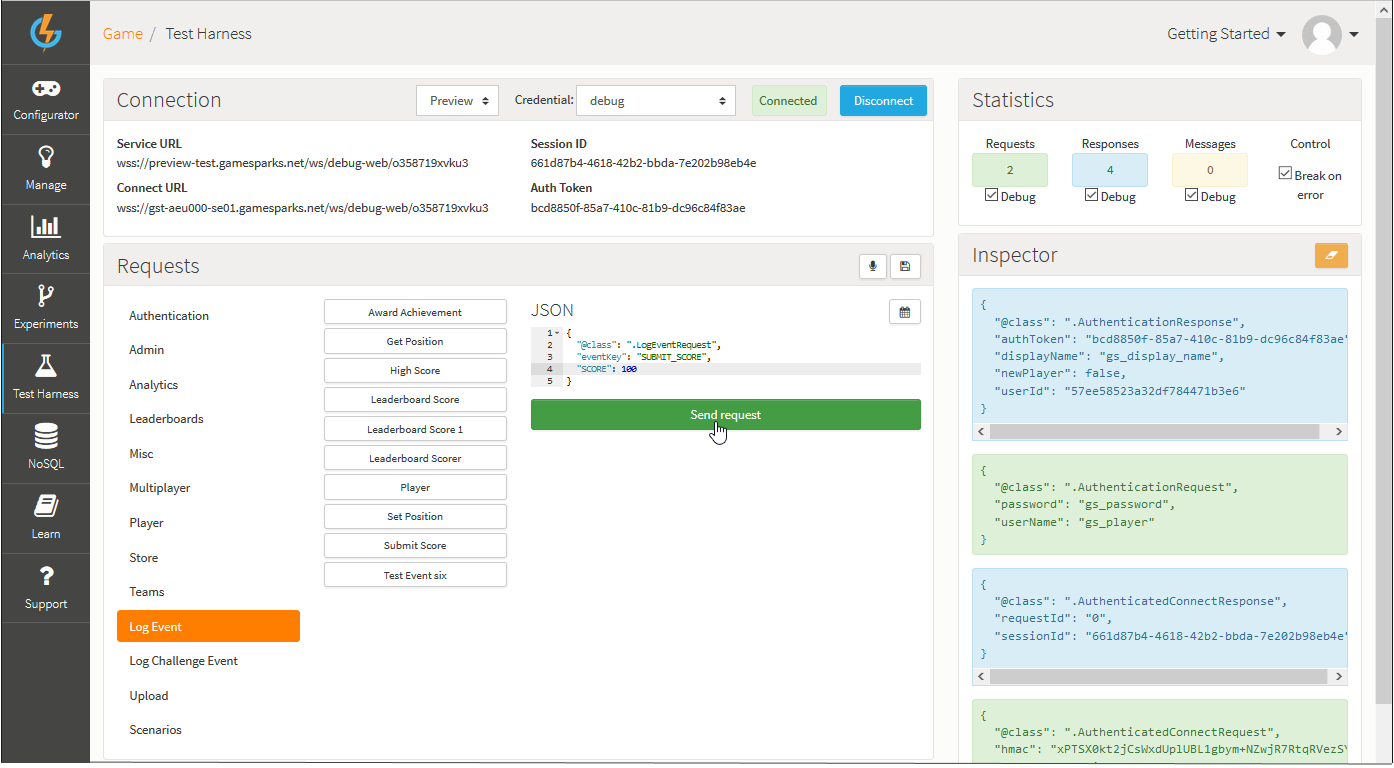 Game / Test Harness
Getting Started
Configurator
Manage
Analytics
Experiments
Test Harness
NoSQL
Learn
Support
Connection
Preview
Credential:
debug
Connected
Disconnect
Service URL
wss://preview-test.gamesparks.net/ws/debug-web/o358719xvku3
Connect URL
wss://gst-aeu000-se01.gamesparks.net/ws/debug-web/o358719xvku3
Session ID
661d87b4-4618-42b2-bbda-7e202b98eb4e
Auth Token
bcd8850f-85a7-410c-81b9-dc96c84f83ae
Requests
Authentication
Admin
Analytics
Leaderboards
Misc
Multiplayer
Player
Store
Teams
Log Event
Log Challenge Event
Upload
Scenarios
Award Achievement
Get Position
High Score
Leaderboard Score
Leaderboard Score 1
Leaderboard Scorer
Player
Set Position
Submit Score
Test Event six
JSON
1 {
2 "@class": ".LogEventRequest",
3 "eventKey": "SUBMIT_SCORE",
4 "SCORE": 100
5 }
Send request
Statistics
Requests
2
Debug
Responses
4
Debug
Messages
0
Debug
Control
Break on
error
Inspector
{
"@class": ".AuthenticationResponse",
"authToken": "bcd8850f-85a7-410c-81b9-dc96c84f83ae"
"displayName": "gs_display_name",
"newPlayer": false,
"userId": "57ee58523a32df784471b3e6"
}
{
"@class": ".AuthenticationRequest",
"password": "gs_password",
"userName": "gs_player"
}
{
"@class": ".AuthenticatedConnectResponse",
"requestId": "0",
"sessionId": "661d87b4-4618-42b2-bbda-7e202b98eb4e"
}
{
"@class": ".AuthenticatedConnectRequest",
"hmac": "xPTSX0kt2jCsWxdUplUBL1gbym+NZwjR7RtqRVezSY